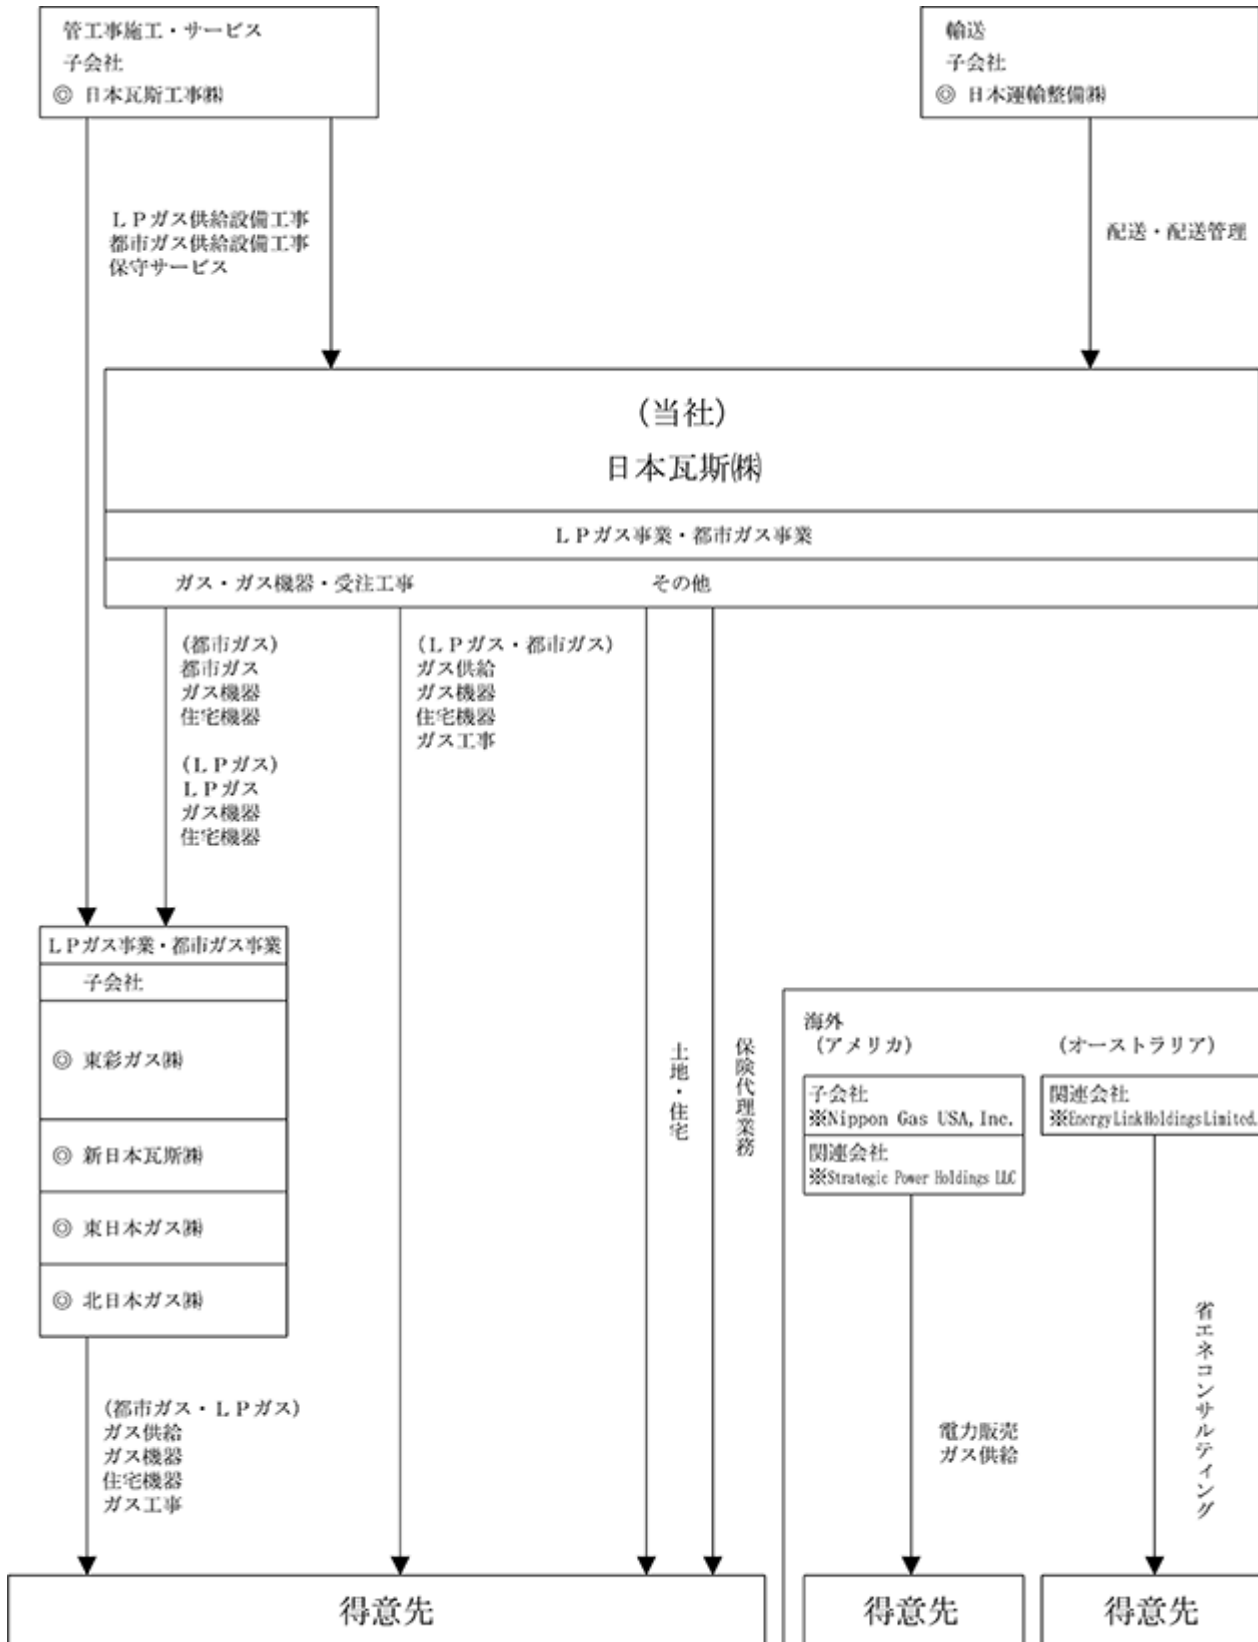 管工事施工・サービス
子会社
◎ 日本瓦斯工事㈱
輸送
子会社
◎ 日本運輸整備㈱
ＬＰガス供給設備工事
都市ガス供給設備工事
保守サービス
配送・配送管理
(当社)
日本瓦斯㈱
ＬＰガス事業・都市ガス事業
ガス・ガス機器・受注工事
その他
(都市ガス)
都市ガス
ガス機器
住宅機器
(ＬＰガス)
ＬＰガス
ガス機器
住宅機器
(ＬＰガス・都市ガス)
ガス供給
ガス機器
住宅機器
ガス工事
ＬＰガス事業・都市ガス事業
子会社
◎ 東彩ガス㈱
◎ 新日本瓦斯㈱
◎ 東日本ガス㈱
◎ 北日本ガス㈱
土地・住宅
保険代理業務
海外
(アメリカ)
(オーストラリア)
子会社
※Nippon Gas USA, Inc.
関連会社
※Strategic Power Holdings LLC
関連会社
※Energy Link Holdings Limited.
(都市ガス・ＬＰガス)
ガス供給
ガス機器
住宅機器
ガス工事
電力販売
ガス供給
省エネコンサルティング
得意先
得意先
得意先